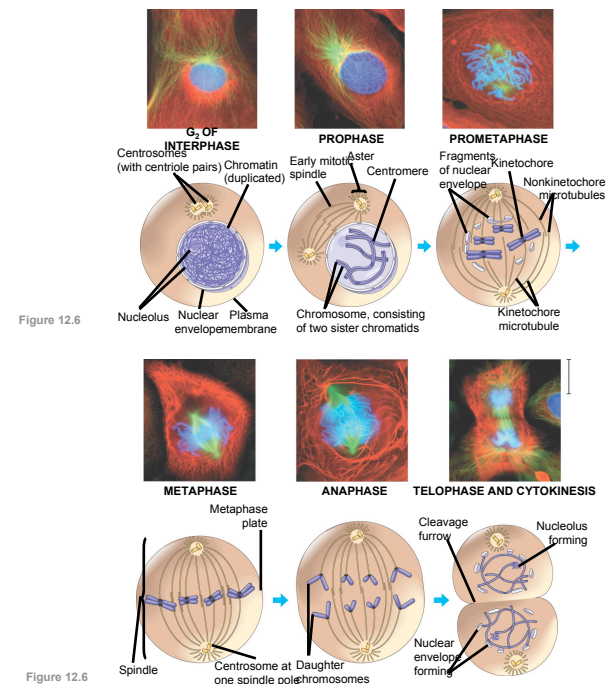 G2 OF
INTERPHASE
PROPHASE
PROMETAPHASE
Centrosomes
(with centriole pairs)
Chromatin
(duplicated)
Early mitotic
spindle
Aster
Centromere
Fragments
of nuclear
envelope
Kinetochore
Nonkinetochore
microtubules
Nucleolus
Nuclear
envelope
Plasma
membrane
Chromosome, consisting
of two sister chromatids
Kinetochore
microtubule
Figure 12.6
METAPHASE
ANAPHASE
TELOPHASE AND CYTOKINESIS
Metaphase
plate
Cleavage
furrow
Nucleolus
forming
Spindle
Centrosome at
one spindle pole
Daughter
chromosomes
Nuclear
envelope
forming
Figure 12.6